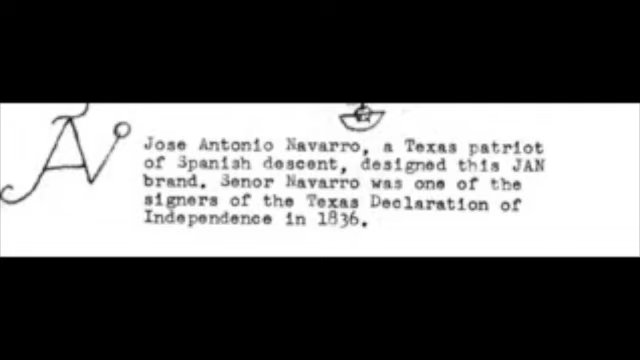 Jose Antonio Navarro, a Texas patriot
of Spanish descent, designed this JAN
brand. Senor Navarro was one of the
signers of the Texas Declaration of
Independence in 1836.